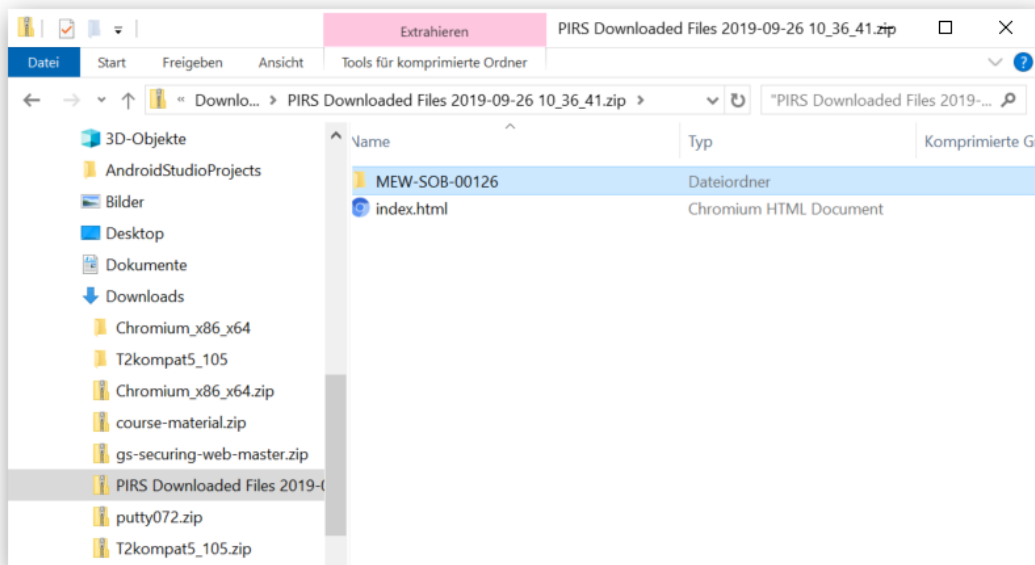 Extrahieren
PIRS Downloaded Files 2019-09-26 10_36_41.zip
Datei Start Freigeben Ansicht Tools für komprimierte Ordner
« Downlo... > PIRS Downloaded Files 2019-09-26 10_36_41.zip >
"PIRS Downloaded Files 2019-...
Name Typ Komprimierte G
MEW-SOB-00126 Dateiordner
index.html Chromium HTML Document
3D-Objekte
AndroidStudioProjects
Bilder
Desktop
Dokumente
Downloads
Chromium_x86_x64
T2kompat5_105
Chromium_x86_x64.zip
course-material.zip
gs-securing-web-master.zip
PIRS Downloaded Files 2019-0
putty072.zip
T2kompat5_105.zip